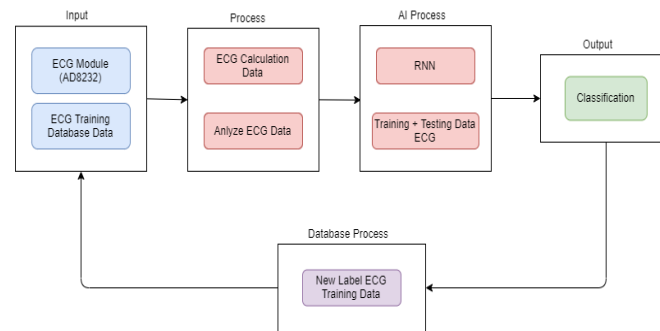 Input
ECG Module
(AD8232)
ECG Training
Database Data
Process
ECG Calculation
Data
Anlyze ECG Data
AI Process
RNN
Training + Testing Data
ECG
Output
Classification
Database Process
New Label ECG
Training Data